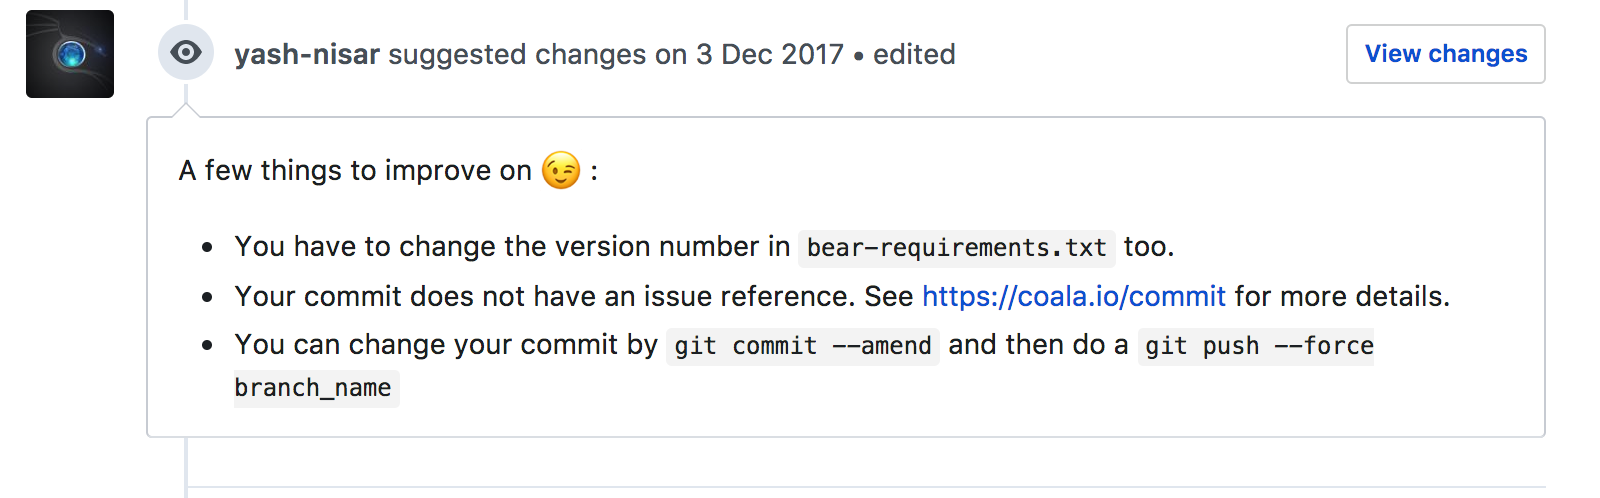 yash-nisar suggested changes on 3 Dec 2017 • edited
View changes
A few things to improve on 😉 :
• You have to change the version number in bear-requirements.txt too.
• Your commit does not have an issue reference. See https://coala.io/commit for more details.
• You can change your commit by git commit --amend and then do a git push --force
branch_name